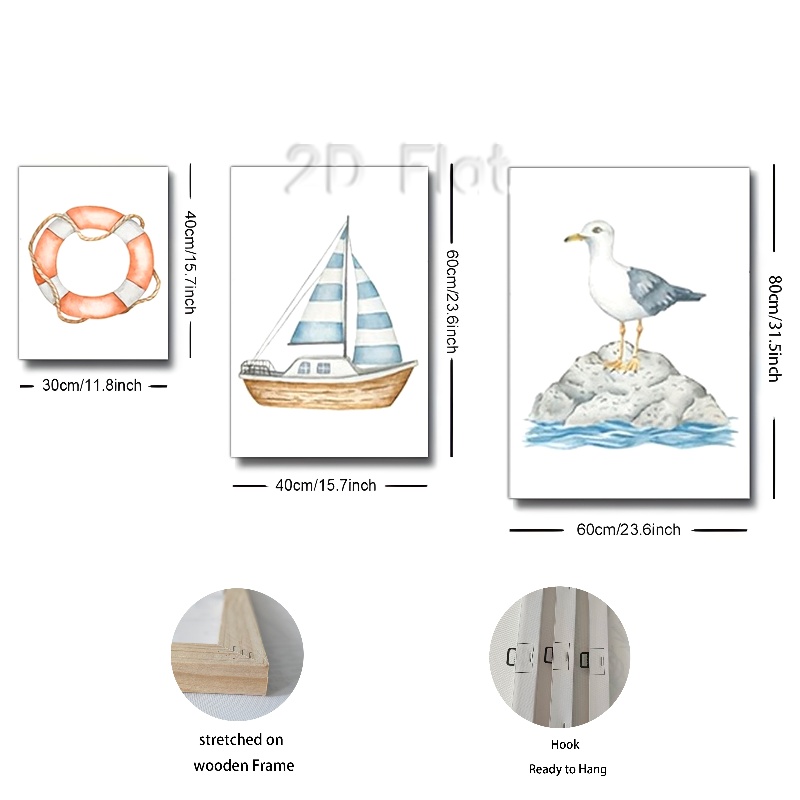 2D Flat
40cm/15.7inch
30cm/11.8inch
60cm/23.6inch
40cm/15.7inch
80cm/31.5inch
60cm/23.6inch
stretched on
wooden Frame
Hook
Ready to Hang